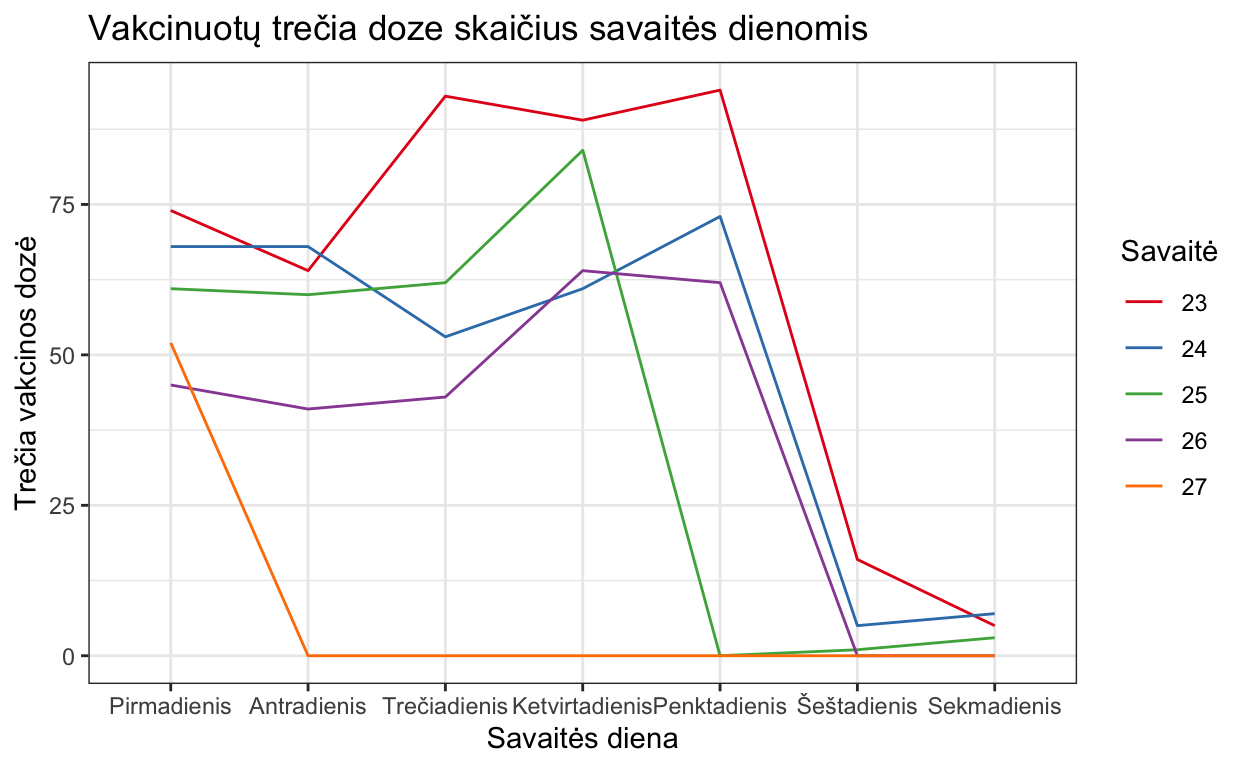 Vakcinuotų trečia doze skaičius savaitės dienomis
Trečia vakcinos dozė
75
50
25
0
Pirmadienis Antradienis Trečiadienis Ketvirtadienis Penktadienis Šeštadienis Sekmadienis
Savaitės diena
Savaitė
23
24
25
26
27